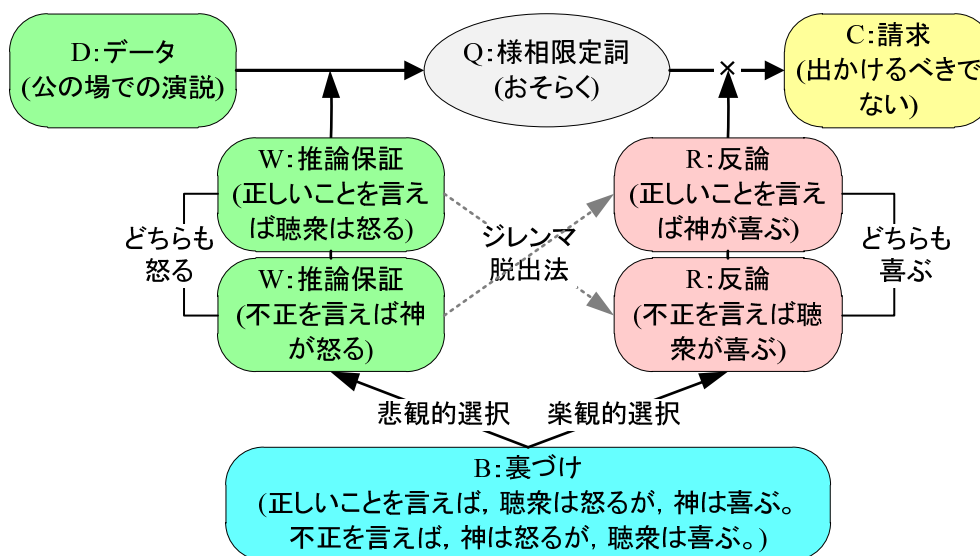 D:データ
(公の場での演説)
Q:様相限定詞
(おそらく)
C:請求
(出かけるべきで
ない)
W:推論保証
(正しいことを言え
ば聴衆は怒る)
R:反論
(正しいことを言え
ば神が喜ぶ)
どちらも
怒る
ジレンマ
脱出法
どちらも
喜ぶ
W:推論保証
(不正を言えば神
が怒る)
R:反論
(不正を言えば聴
衆が喜ぶ)
悲観的選択
楽観的選択
B:裏づけ
(正しいことを言えば,聴衆は怒るが,神は喜ぶ。
不正を言えば,神は怒るが,聴衆は喜ぶ。)